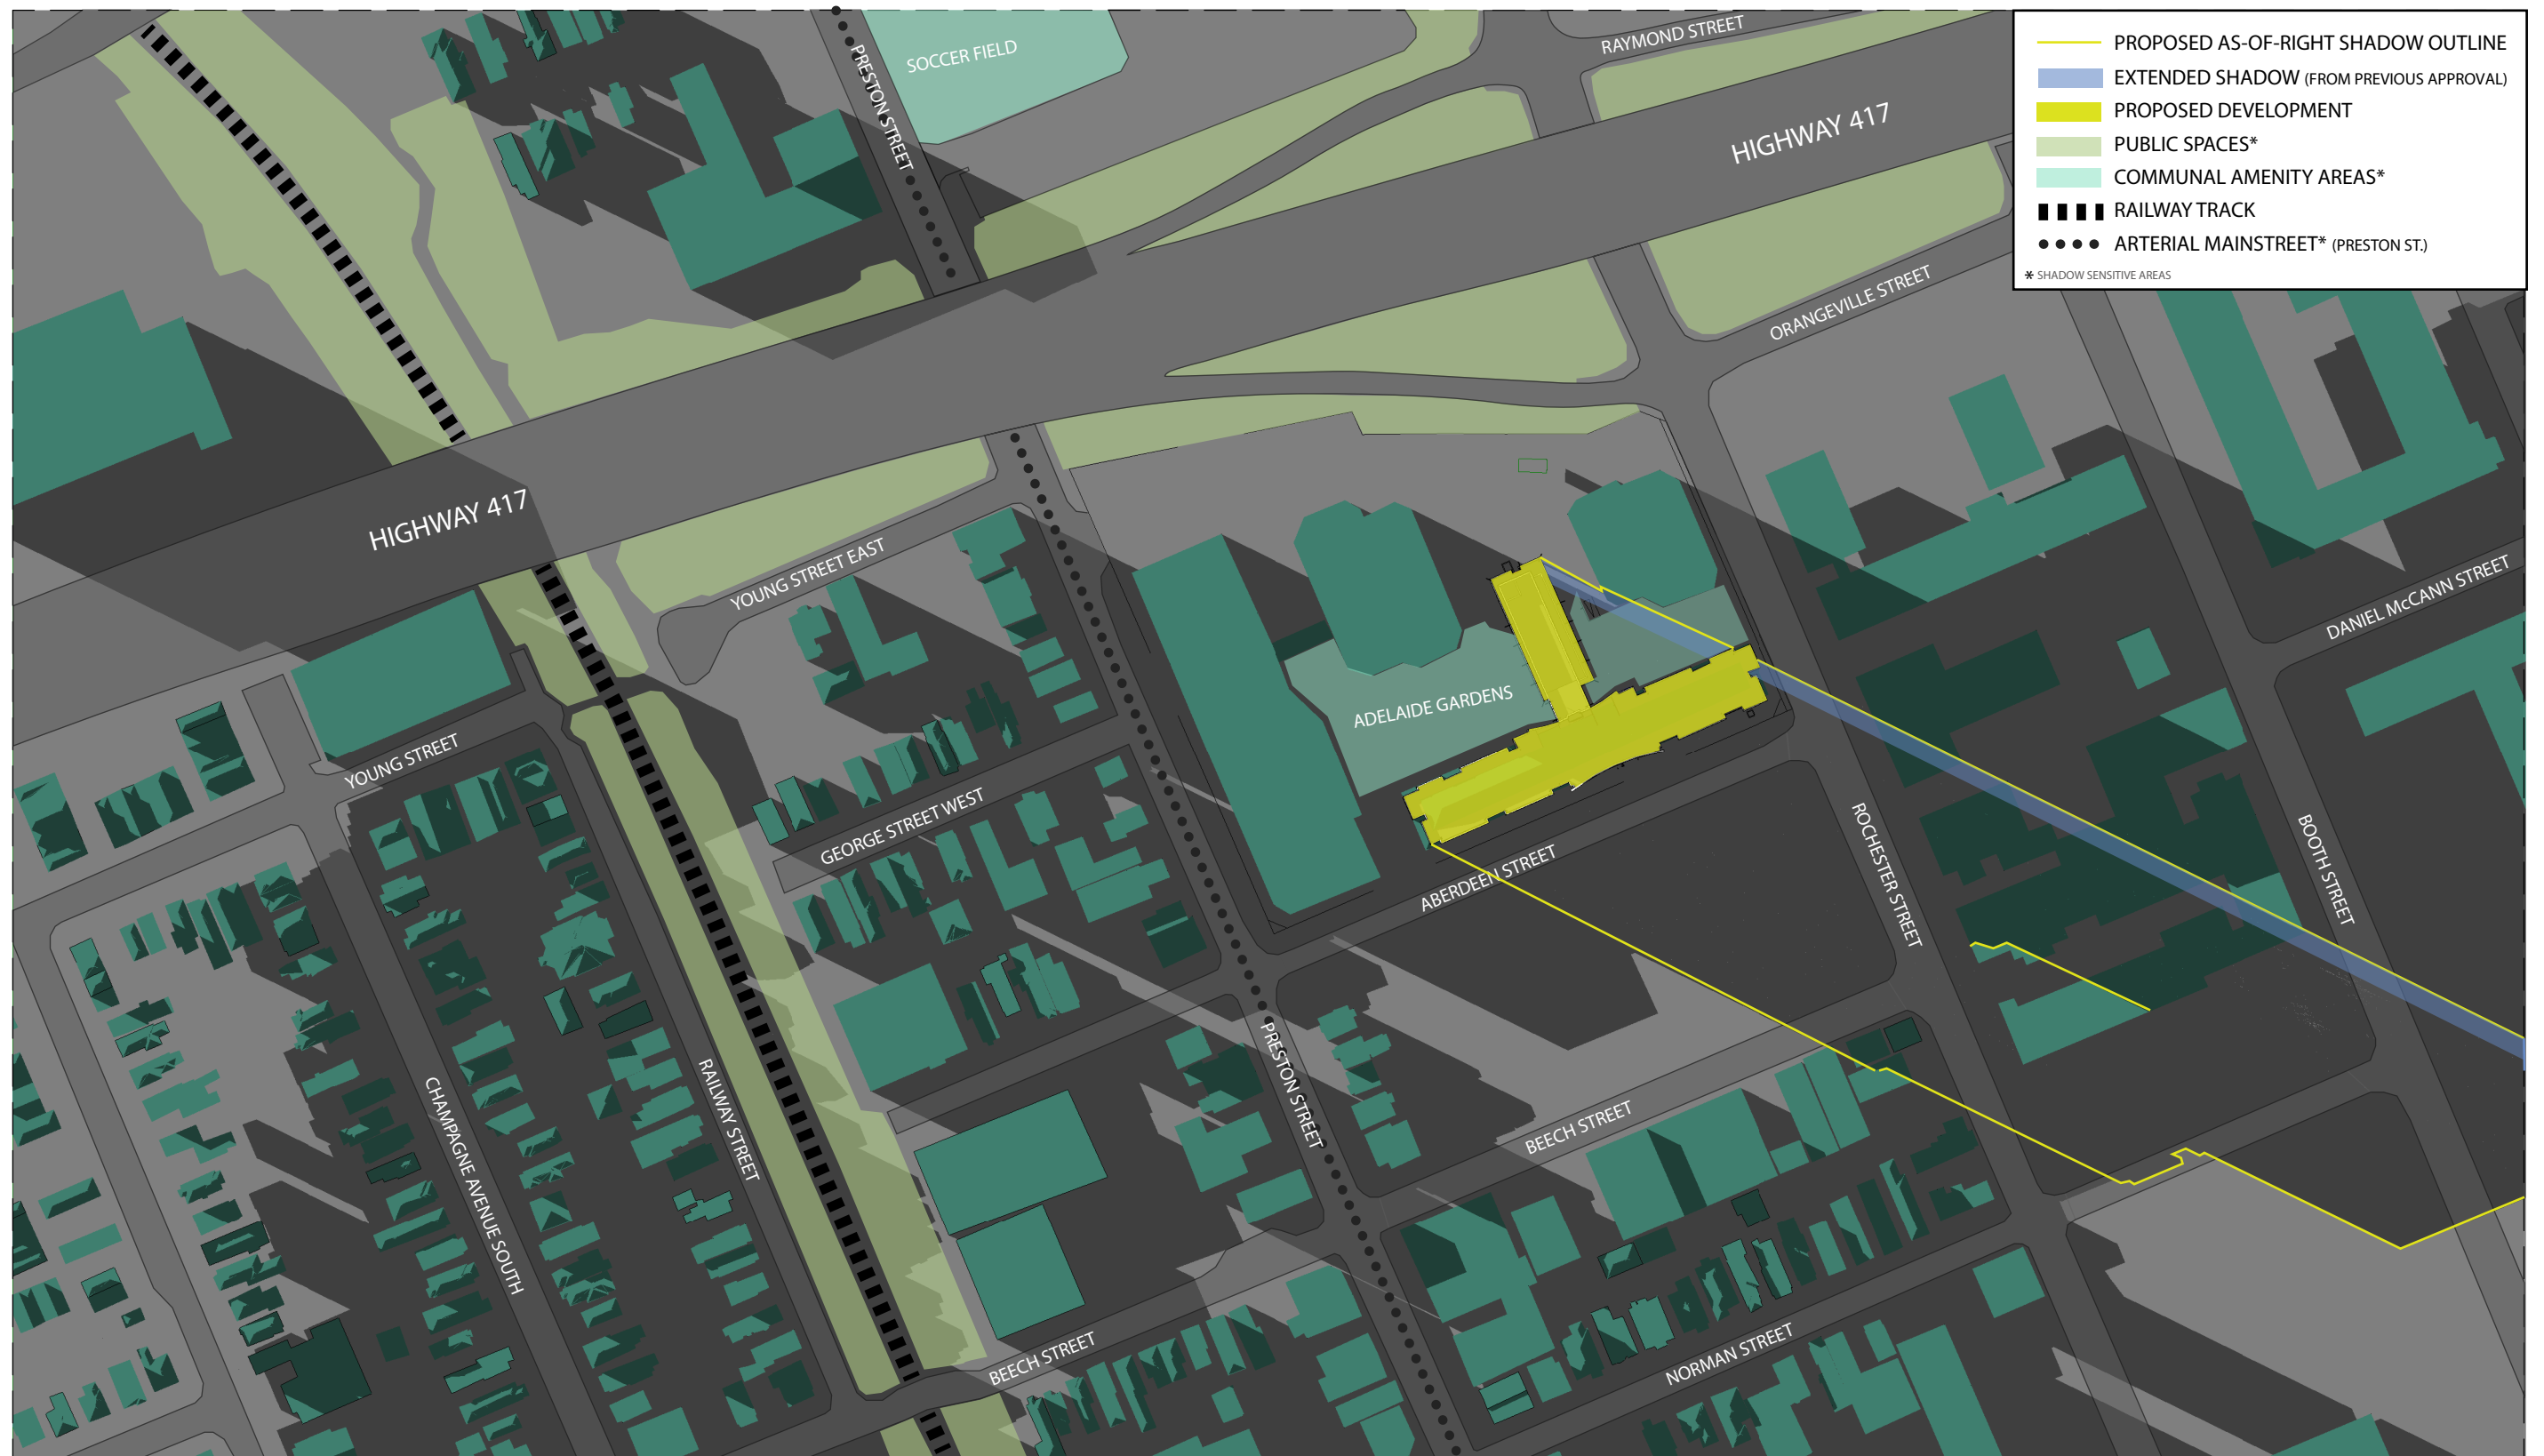 SOCCER FIELD
PRESTON STREET
RAYMOND STREET
HIGHWAY 417
PROPOSED AS-OF-RIGHT SHADOW OUTLINE
EXTENDED SHADOW (FROM PREVIOUS APPROVAL)
PROPOSED DEVELOPMENT
PUBLIC SPACES*
COMMUNAL AMENITY AREAS*
RAILWAY TRACK
ARTERIAL MAINSTREET* (PRESTON ST.)
* SHADOW SENSITIVE AREAS
ORANGEVILLE STREET
HIGHWAY 417
YOUNG STREET EAST
DANIEL McCANN STREET
ADELAIDE GARDENS
YOUNG STREET
GEORGE STREET WEST
ABERDEEN STREET
ROCHESTER STREET
BOOTH STREET
PRESTON STREET
RAILWAY STREET
CHAMPAGNE AVENUE SOUTH
BEECH STREET
BEECH STREET
NORMAN STREET